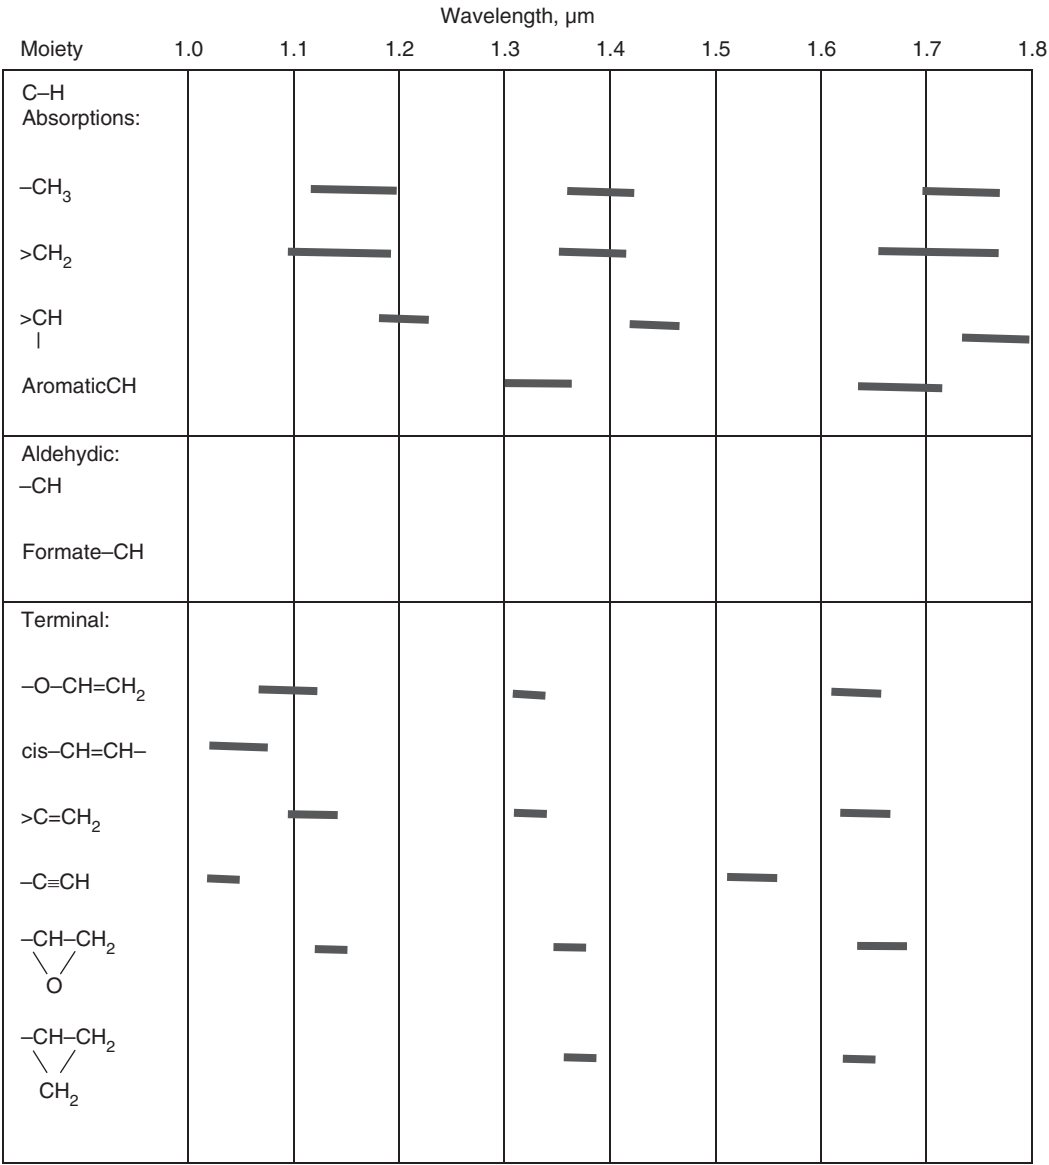 Wavelength, µm
Moiety 1.0 1.1 1.2 1.3 1.4 1.5 1.6 1.7 1.8
C–H
Absorptions:
–CH3
>CH2
>CH
|
AromaticCH
Aldehydic:
–CH
Formate–CH
Terminal:
–O–CH=CH2
cis–CH=CH–
>C=CH2
–C≡CH
–CH–CH2
O
–CH–CH2
CH2